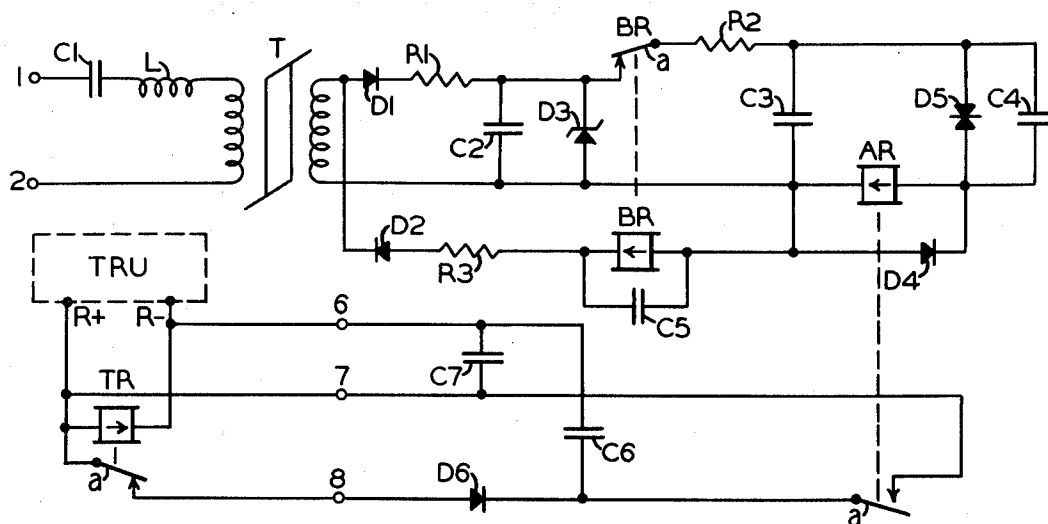 BR
R2
T
C1
L
R1
a
1
D1
C3
D5
C4
C2
D3
AR
2
BR
D2
TRU
R3
D4
R+
R-
6
C5
C7
7
TR
C6
a
8
D6
a